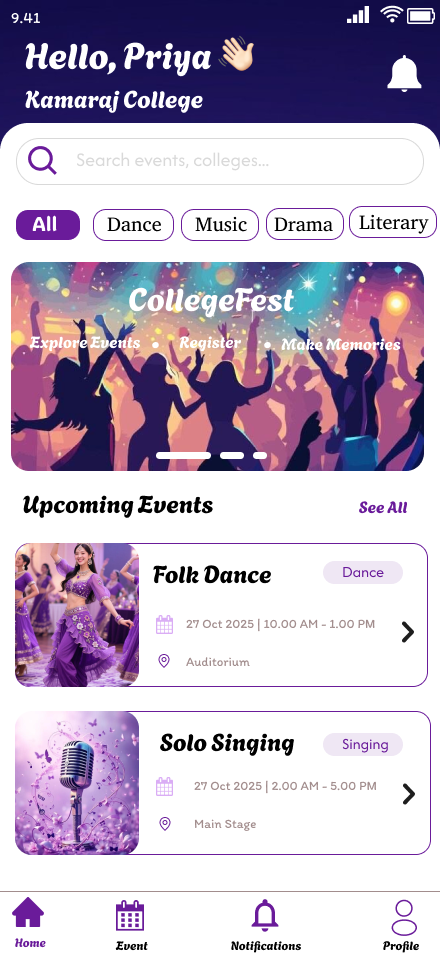 9.41
Hello, Priya 👋🏻
Kamaraj College
Search events, colleges...
All Dance Music Drama Literary
CollegeFest
Explore Events • Register • Make Memories
Upcoming Events See All
Folk Dance Dance
27 Oct 2025 | 10.00 AM - 1.00 PM
Auditorium
Solo Singing Singing
27 Oct 2025 | 2.00 AM - 5.00 PM
Main Stage
Home Event Notifications Profile